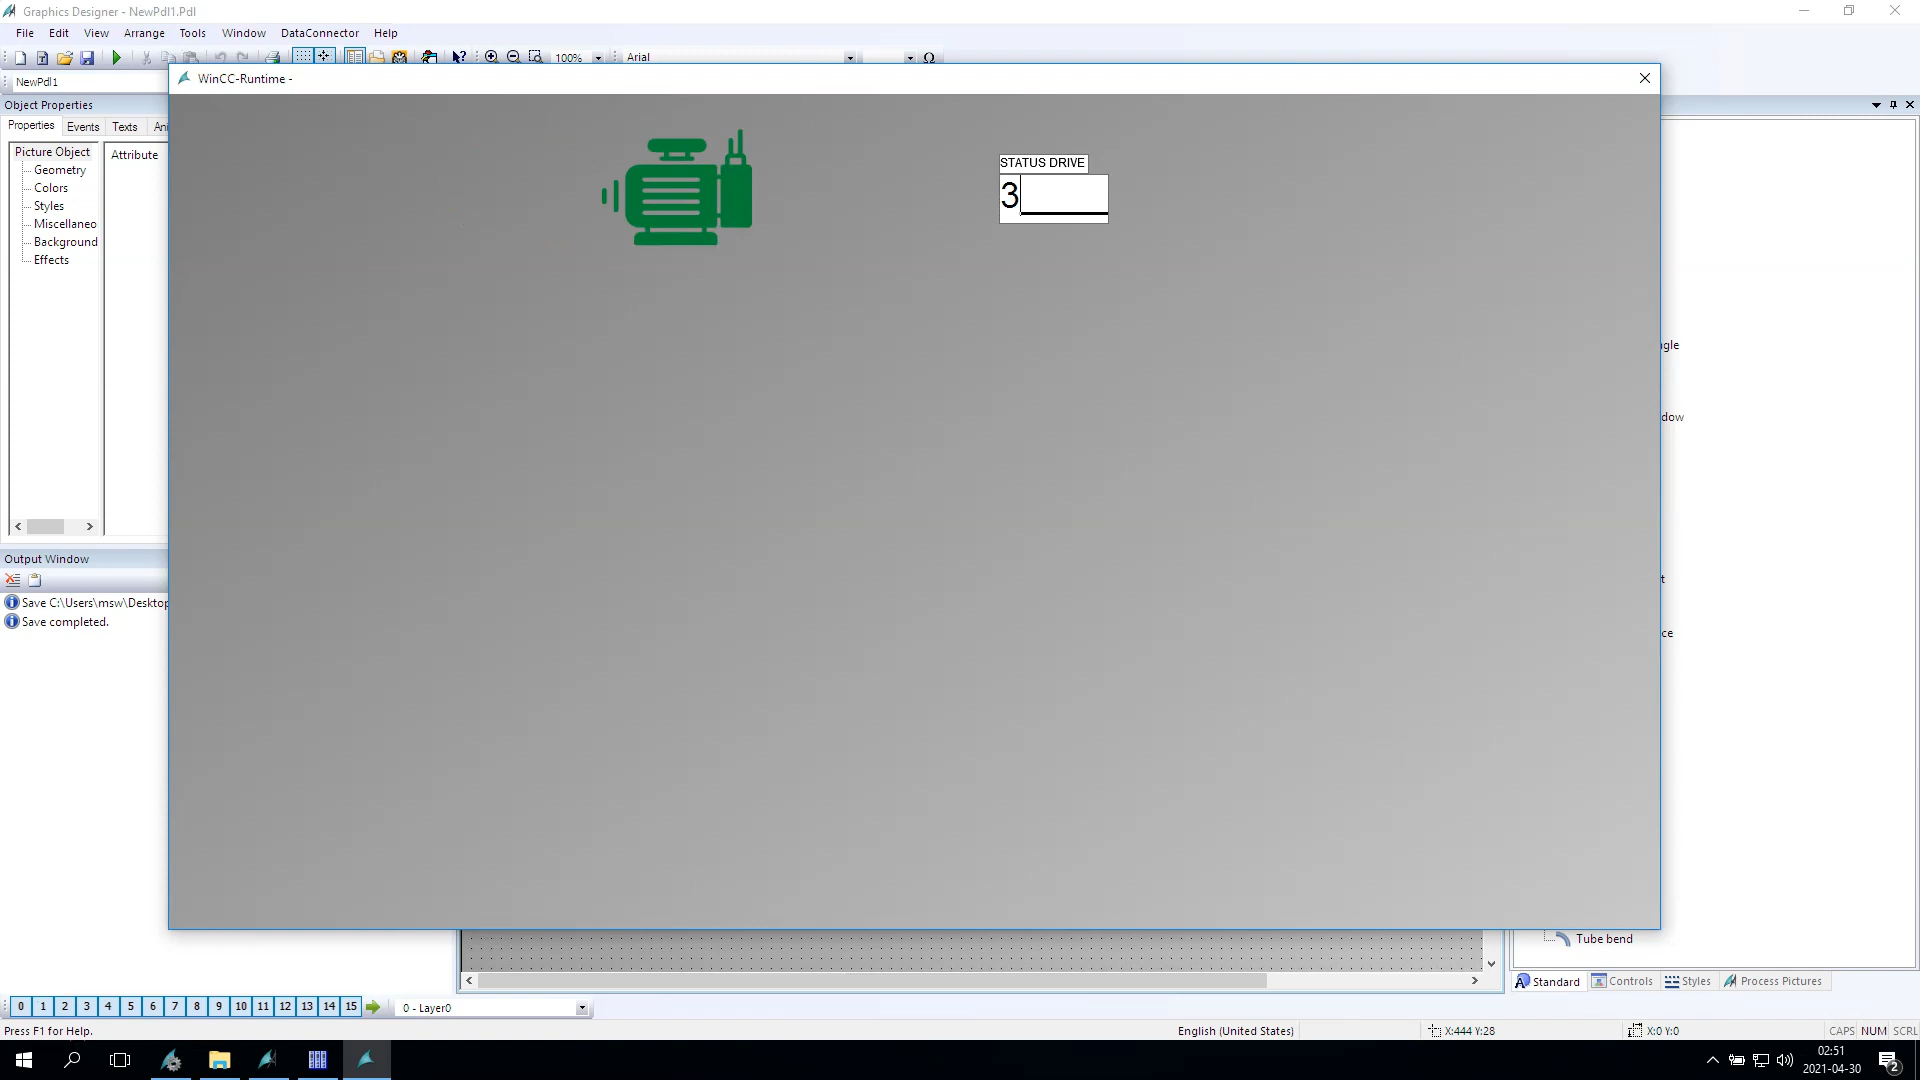 Graphics Designer - NewPdl1.Pdl
File Edit View Arrange Tools Window DataConnector Help
100% Arial Ω
NewPdl1
WinCC-Runtime -
Object Properties
Properties Events Texts Ani
Picture Object
Geometry
Colors
Styles
Miscellaneo
Background
Effects
Attribute
STATUS DRIVE
3
gle
dow
t
ce
Output Window
Save C:\Users\msw\Desktop
Save completed.
Tube bend
Standard Controls Styles Process Pictures
0 1 2 3 4 5 6 7 8 9 10 11 12 13 14 15 0 - Layer0
Press F1 for Help. English (United States) X:444 Y:28 X:0 Y:0 CAPS NUM SCRL
02:51
2021-04-30
2